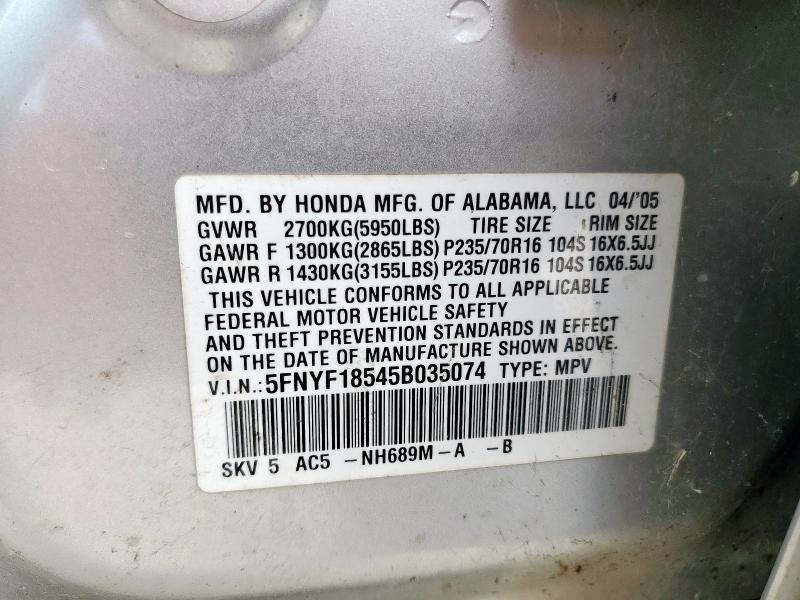 MFD. BY HONDA MFG. OF ALABAMA, LLC 04/'05
GVWR 2700KG(5950LBS) TIRE SIZE RIM SIZE
GAWR F 1300KG(2865LBS) P235/70R16 104S 16X6.5JJ
GAWR R 1430KG(3155LBS) P235/70R16 104S 16X6.5JJ
THIS VEHICLE CONFORMS TO ALL APPLICABLE
FEDERAL MOTOR VEHICLE SAFETY
AND THEFT PREVENTION STANDARDS IN EFFECT
ON THE DATE OF MANUFACTURE SHOWN ABOVE.
V.I.N.: 5FNYF18545B035074 TYPE: MPV
SKV 5 AC5 -NH689M-A -B